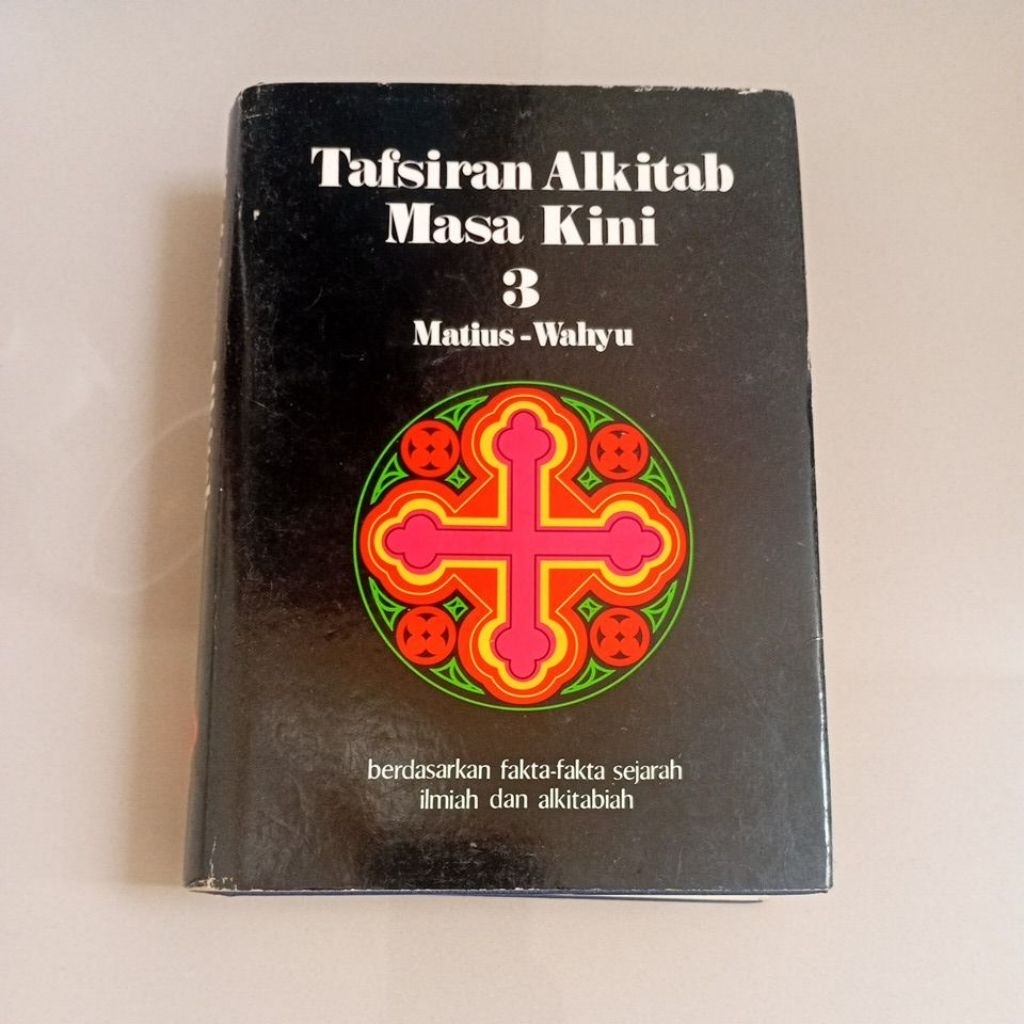 Tafsiran Alkitab
Masa Kini
3
Matius - Wahyu
berdasarkan fakta-fakta sejarah
ilmiah dan alkitabiah